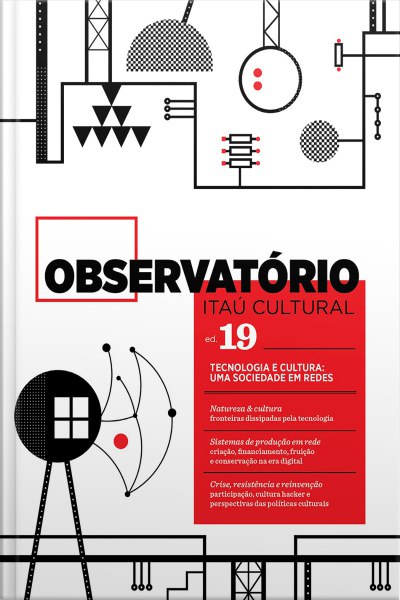 OBSERVATÓRIO
ITAÚ CULTURAL
ed. 19
TECNOLOGIA E CULTURA:
UMA SOCIEDADE EM REDES
Natureza & cultura
fronteiras dissipadas pela tecnologia
Sistemas de produção em rede
criação, financiamento, fruição
e conservação na era digital
Crise, resistência e reinvenção
participação, cultura hacker e
perspectivas das políticas culturais